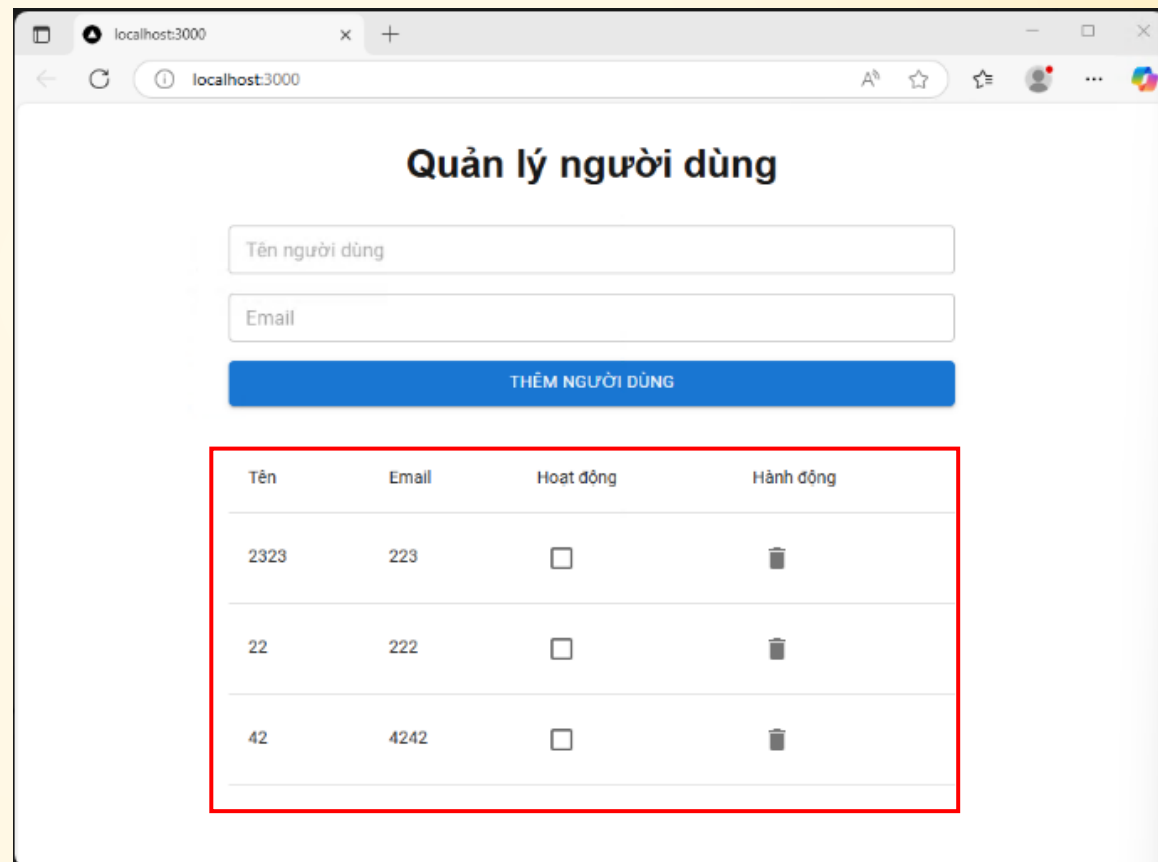 localhost:3000
localhost:3000
Quản lý người dùng
Tên người dùng
Email
THÊM NGƯỜI DÙNG
Tên Email Hoạt động Hành động
2323 223
22 222
42 4242